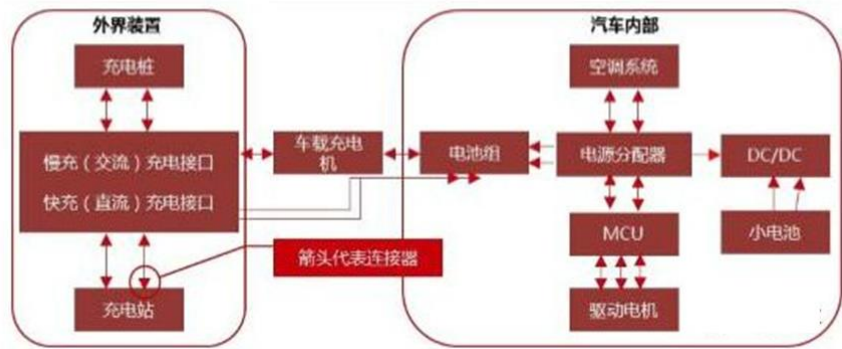 外界装置
汽车内部
充电桩
空调系统
慢充（交流）充电接口
快充（直流）充电接口
车载充电
机
电池组
电源分配器
DC/DC
MCU
小电池
箭头代表连接器
充电站
驱动电机